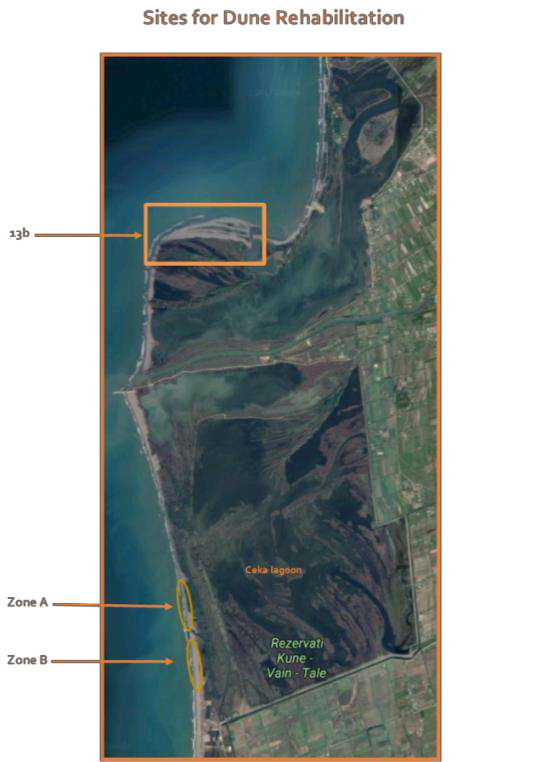 Sites for Dune Rehabilitation
13b
Ceka lagoon
Zone A
Rezervati
Kune -
Vain - Tale
Zone B